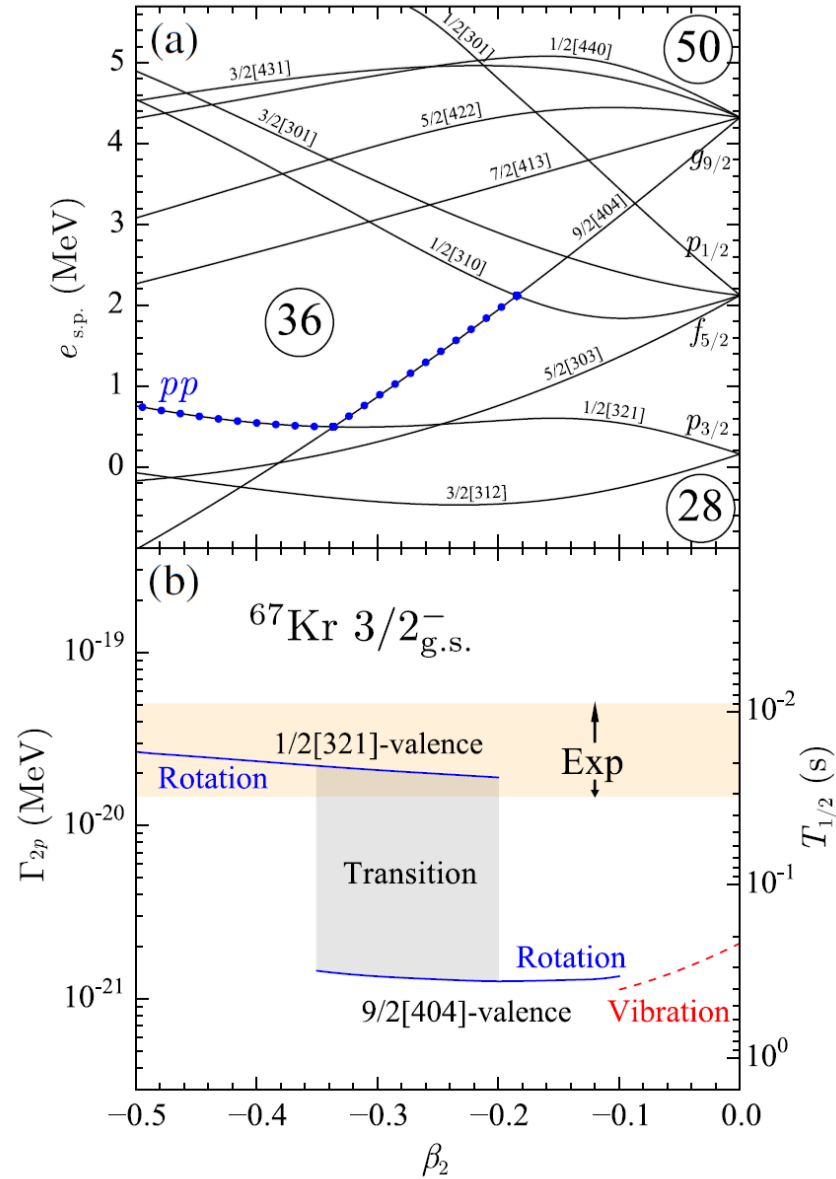 (a)
50
1/2[301]
1/2[440]
3/2[431]
3/2[301]
5/2[422]
7/2[413]
g9/2
9/2[404]
1/2[310]
p1/2
36
f5/2
5/2[303]
pp
1/2[321]
p3/2
3/2[312]
28
5
4
3
2
1
0
e s.p. (MeV)
(b)
67Kr 3/2−g.s.
10-19
10-20
10-21
Γ2p (MeV)
10-2
10-1
100
T1/2 (s)
1/2[321]-valence
Exp
Rotation
Transition
Rotation
9/2[404]-valence
Vibration
−0.5 −0.4 −0.3 −0.2 −0.1 0.0
β2